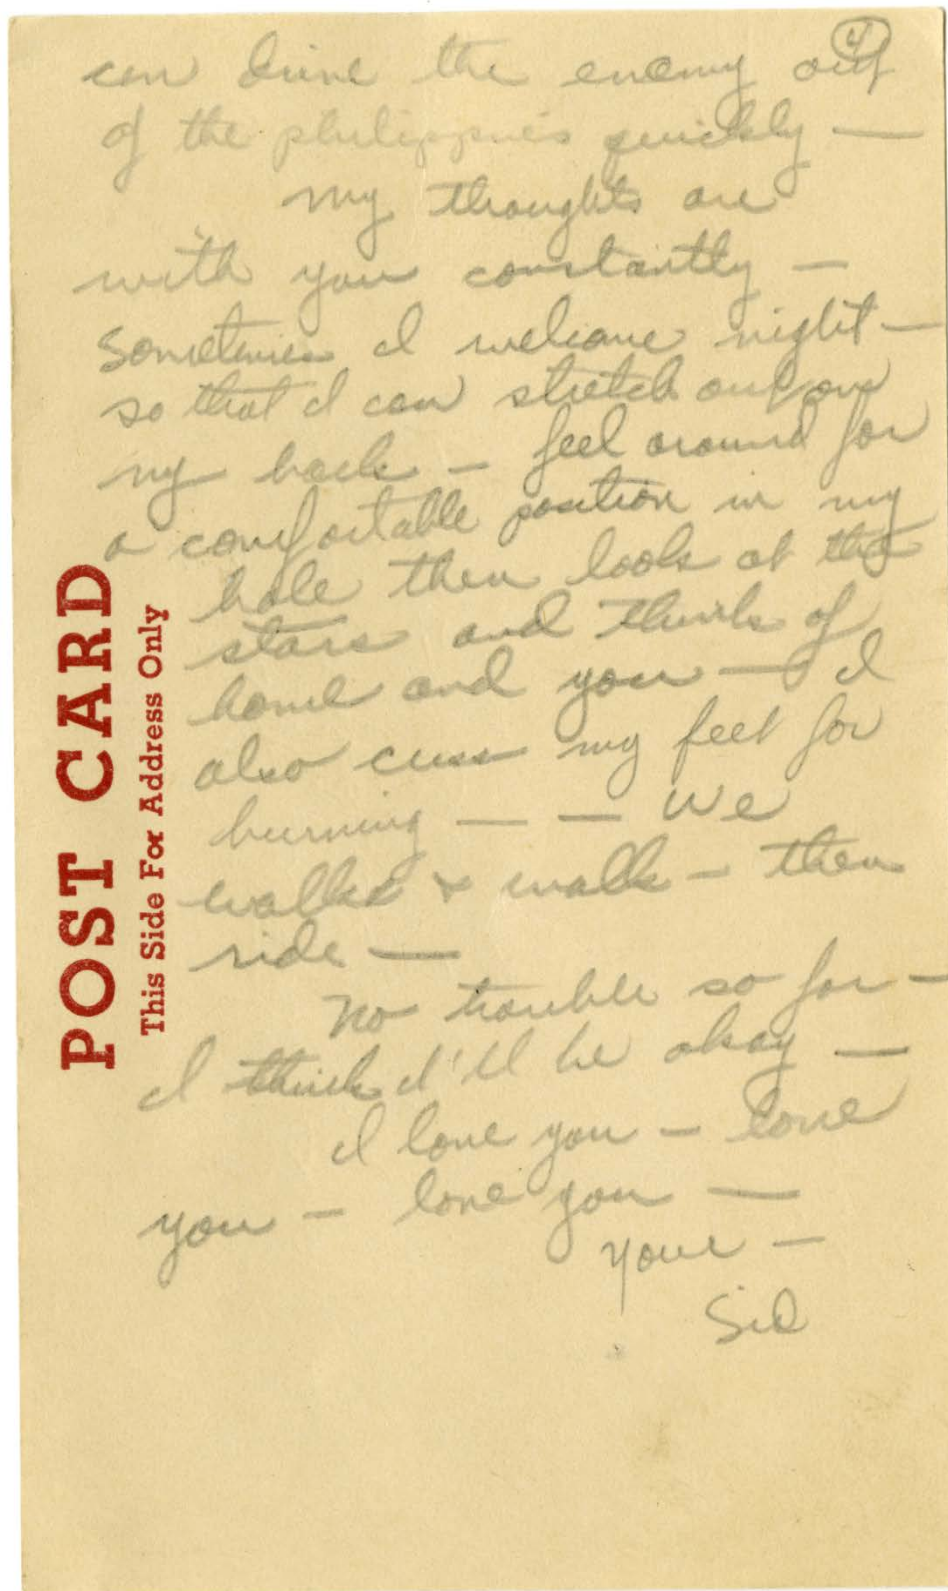 4
can drive the enemy out
of the philippines quickly —
my thoughts are
with you constantly —
Sometimes I welcome night —
so that I can stretch out on
my back — feel around for
a comfortable position in my
hole then look at the
stars and think of
home and you — I
also cuss my feet for
burning — — We
walked & walk — then
ride —
No trouble so far —
I think I'll be okay —
I love you — love
you — love you —
Your —
Sid
POST CARD
This Side For Address Only